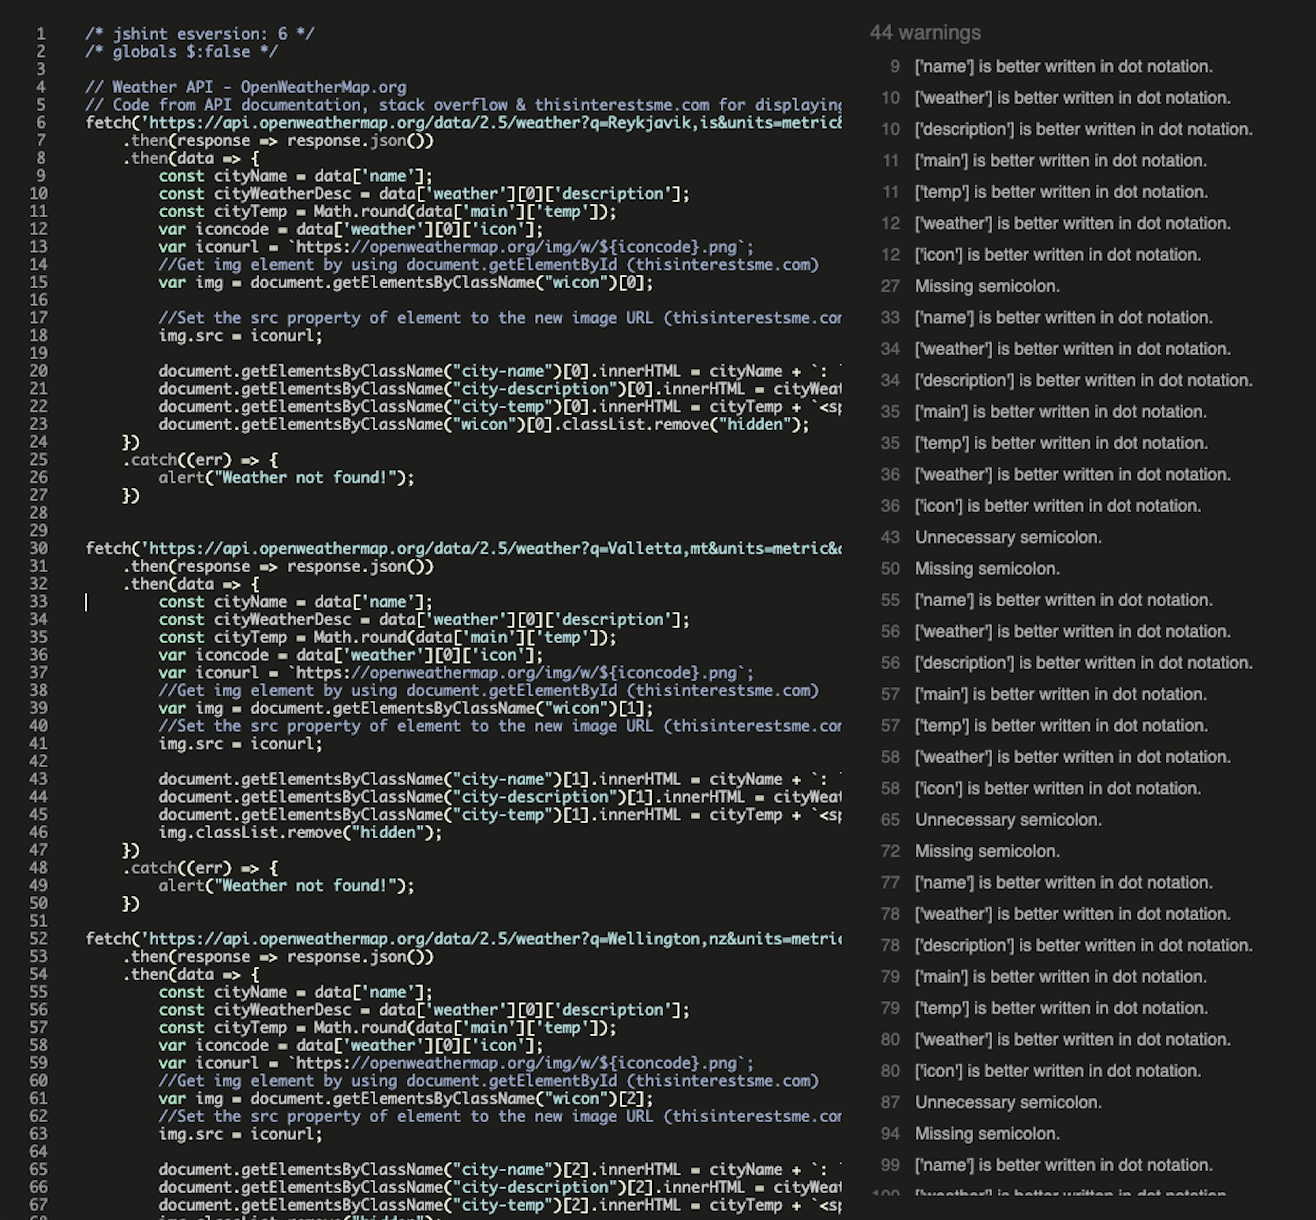 1 /* jshint esversion: 6 */
2 /* globals $:false */
3
4 // Weather API - OpenWeatherMap.org
5 // Code from API documentation, stack overflow & thisinterestsme.com for displaying
6 fetch('https://api.openweathermap.org/data/2.5/weather?q=Reykjavik,is&units=metric&
7 .then(response => response.json())
8 .then(data => {
9 const cityName = data['name'];
10 const cityWeatherDesc = data['weather'][0]['description'];
11 const cityTemp = Math.round(data['main']['temp']);
12 var iconcode = data['weather'][0]['icon'];
13 var iconurl = `https://openweathermap.org/img/w/${iconcode}.png`;
14 //Get img element by using document.getElementById (thisinterestsme.com)
15 var img = document.getElementsByClassName("wicon")[0];
16
17 //Set the src property of element to the new image URL (thisinterestsme.com
18 img.src = iconurl;
19
20 document.getElementsByClassName("city-name")[0].innerHTML = cityName + `: `
21 document.getElementsByClassName("city-description")[0].innerHTML = cityWeat
22 document.getElementsByClassName("city-temp")[0].innerHTML = cityTemp + `<sp
23 document.getElementsByClassName("wicon")[0].classList.remove("hidden");
24 })
25 .catch((err) => {
26 alert("Weather not found!");
27 })
28
29
30 fetch('https://api.openweathermap.org/data/2.5/weather?q=Valletta,mt&units=metric&
31 .then(response => response.json())
32 .then(data => {
33 const cityName = data['name'];
34 const cityWeatherDesc = data['weather'][0]['description'];
35 const cityTemp = Math.round(data['main']['temp']);
36 var iconcode = data['weather'][0]['icon'];
37 var iconurl = `https://openweathermap.org/img/w/${iconcode}.png`;
38 //Get img element by using document.getElementById (thisinterestsme.com)
39 var img = document.getElementsByClassName("wicon")[1];
40 //Set the src property of element to the new image URL (thisinterestsme.com
41 img.src = iconurl;
42
43 document.getElementsByClassName("city-name")[1].innerHTML = cityName + `: `
44 document.getElementsByClassName("city-description")[1].innerHTML = cityWeat
45 document.getElementsByClassName("city-temp")[1].innerHTML = cityTemp + `<sp
46 img.classList.remove("hidden");
47 })
48 .catch((err) => {
49 alert("Weather not found!");
50 })
51
52 fetch('https://api.openweathermap.org/data/2.5/weather?q=Wellington,nz&units=metric
53 .then(response => response.json())
54 .then(data => {
55 const cityName = data['name'];
56 const cityWeatherDesc = data['weather'][0]['description'];
57 const cityTemp = Math.round(data['main']['temp']);
58 var iconcode = data['weather'][0]['icon'];
59 var iconurl = `https://openweathermap.org/img/w/${iconcode}.png`;
60 //Get img element by using document.getElementById (thisinterestsme.com)
61 var img = document.getElementsByClassName("wicon")[2];
62 //Set the src property of element to the new image URL (thisinterestsme.com
63 img.src = iconurl;
64
65 document.getElementsByClassName("city-name")[2].innerHTML = cityName + `: `
66 document.getElementsByClassName("city-description")[2].innerHTML = cityWeat
67 document.getElementsByClassName("city-temp")[2].innerHTML = cityTemp + `<sp
44 warnings
9 ['name'] is better written in dot notation.
10 ['weather'] is better written in dot notation.
10 ['description'] is better written in dot notation.
11 ['main'] is better written in dot notation.
11 ['temp'] is better written in dot notation.
12 ['weather'] is better written in dot notation.
12 ['icon'] is better written in dot notation.
27 Missing semicolon.
33 ['name'] is better written in dot notation.
34 ['weather'] is better written in dot notation.
34 ['description'] is better written in dot notation.
35 ['main'] is better written in dot notation.
35 ['temp'] is better written in dot notation.
36 ['weather'] is better written in dot notation.
36 ['icon'] is better written in dot notation.
43 Unnecessary semicolon.
50 Missing semicolon.
55 ['name'] is better written in dot notation.
56 ['weather'] is better written in dot notation.
56 ['description'] is better written in dot notation.
57 ['main'] is better written in dot notation.
57 ['temp'] is better written in dot notation.
58 ['weather'] is better written in dot notation.
58 ['icon'] is better written in dot notation.
65 Unnecessary semicolon.
72 Missing semicolon.
77 ['name'] is better written in dot notation.
78 ['weather'] is better written in dot notation.
78 ['description'] is better written in dot notation.
79 ['main'] is better written in dot notation.
79 ['temp'] is better written in dot notation.
80 ['weather'] is better written in dot notation.
80 ['icon'] is better written in dot notation.
87 Unnecessary semicolon.
94 Missing semicolon.
99 ['name'] is better written in dot notation.